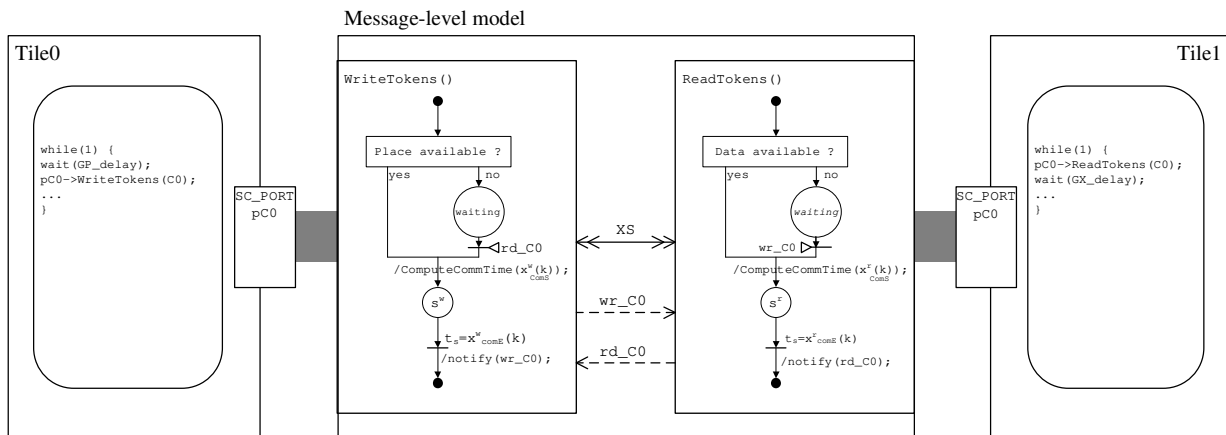 Message-level model
Tile0
while(1) {
wait(GP_delay);
pC0->WriteTokens(C0);
...
}
SC_PORT
pC0
WriteTokens()
Place available ?
yes
no
waiting
rd_C0
/ComputeCommTime(x^w_ComS(k));
s^w
t_s=x^w_comE(k)
/notify(wr_C0);
XS
wr_C0
rd_C0
ReadTokens()
Data available ?
yes
no
waiting
wr_C0
/ComputeCommTime(x^r_ComS(k));
s^r
t_s=x^r_comE(k)
/notify(rd_C0);
Tile1
SC_PORT
pC0
while(1) {
pC0->ReadTokens(C0);
wait(GX_delay);
...
}